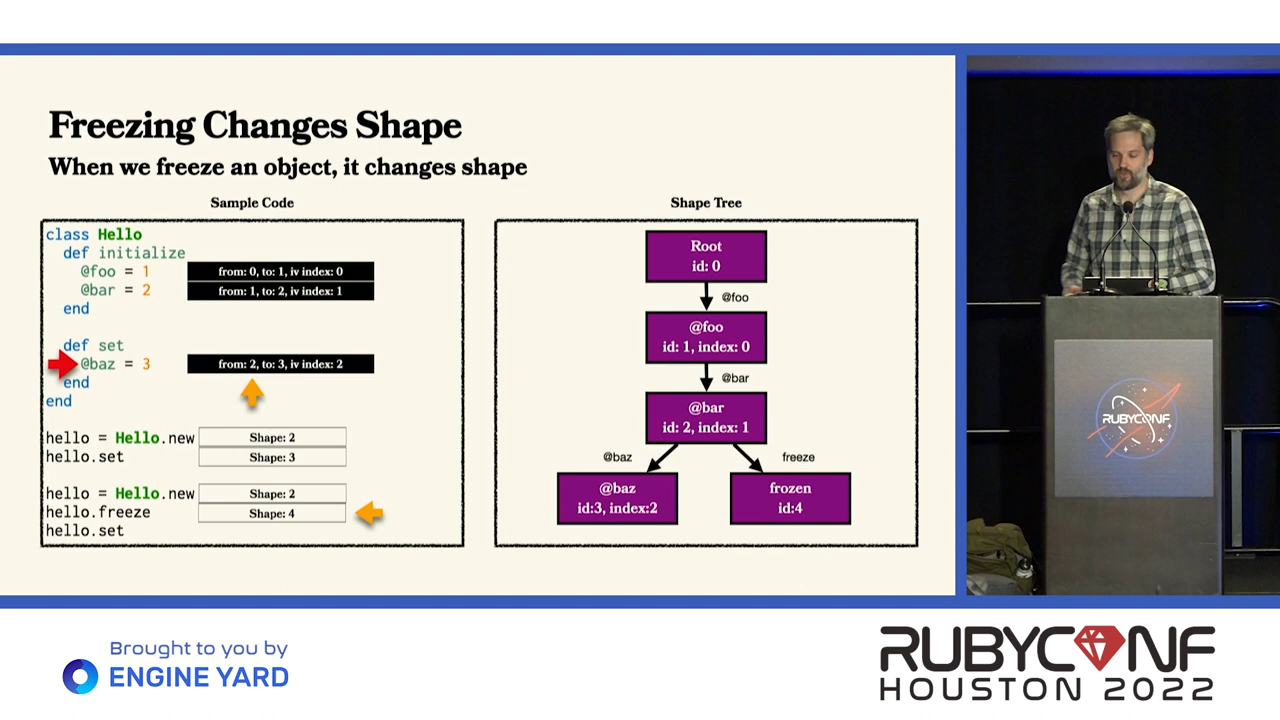 Freezing Changes Shape
When we freeze an object, it changes shape
Sample Code
class Hello
def initialize
@foo = 1
from: 0, to: 1, iv index: 0
@bar = 2
from: 1, to: 2, iv index: 1
end
def set
@baz = 3
from: 2, to: 3, iv index: 2
end
end
hello = Hello.new
Shape: 2
hello.set
Shape: 3
hello = Hello.new
Shape: 2
hello.freeze
Shape: 4
hello.set
Shape Tree
Root
id: 0
@foo
@foo
id: 1, index: 0
@bar
@bar
id: 2, index: 1
@baz
freeze
@baz
id:3, index:2
frozen
id:4
RUBYCONF
Brought to you by
ENGINE YARD
RUBYCONF
HOUSTON 2022